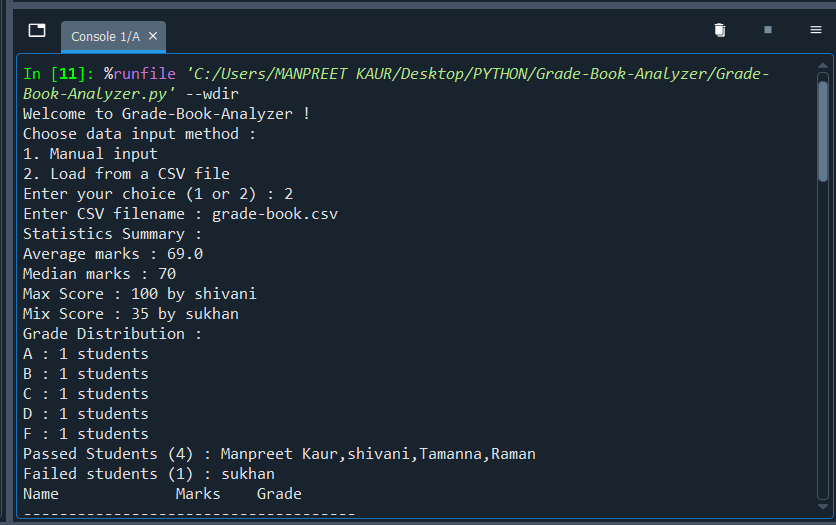 Console 1/A
In [11]: %runfile 'C:/Users/MANPREET KAUR/Desktop/PYTHON/Grade-Book-Analyzer/Grade-
Book-Analyzer.py' --wdir
Welcome to Grade-Book-Analyzer !
Choose data input method :
1. Manual input
2. Load from a CSV file
Enter your choice (1 or 2) : 2
Enter CSV filename : grade-book.csv
Statistics Summary :
Average marks : 69.0
Median marks : 70
Max Score : 100 by shivani
Mix Score : 35 by sukhan
Grade Distribution :
A : 1 students
B : 1 students
C : 1 students
D : 1 students
F : 1 students
Passed Students (4) : Manpreet Kaur,shivani,Tamanna,Raman
Failed students (1) : sukhan
Name Marks Grade
-------------------------------------